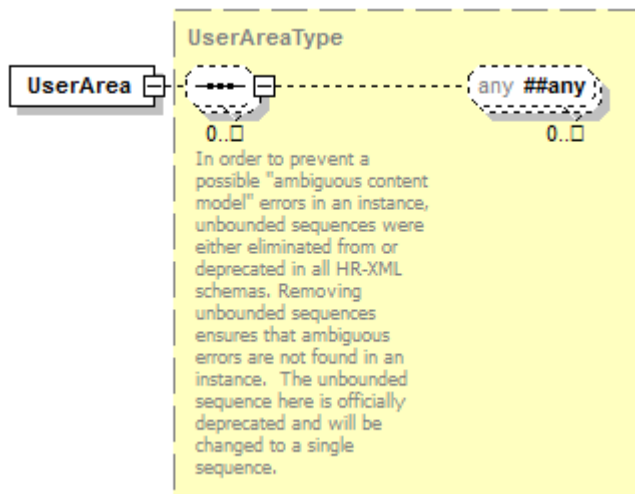 UserAreaType
UserArea
any ##any
0..□
0..□
In order to prevent a
possible "ambiguous content
model" errors in an instance,
unbounded sequences were
either eliminated from or
deprecated in all HR-XML
schemas. Removing
unbounded sequences
ensures that ambiguous
errors are not found in an
instance.  The unbounded
sequence here is officially
deprecated and will be
changed to a single
sequence.